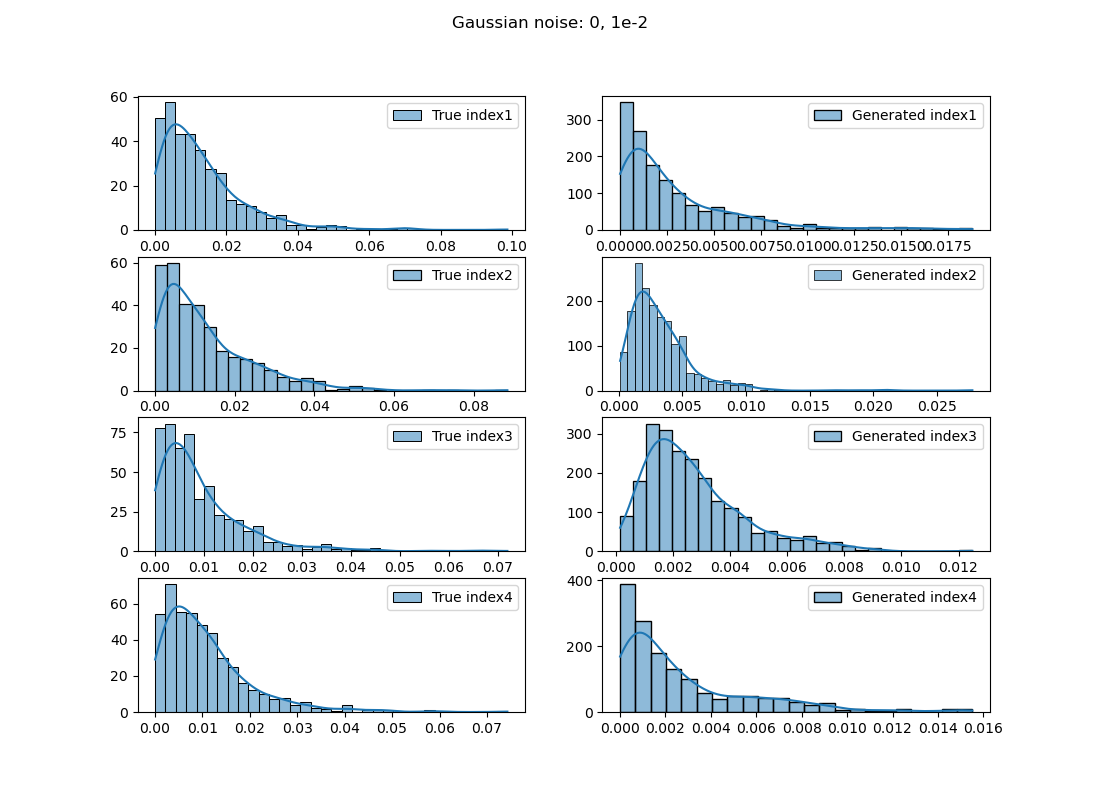 Gaussian noise: 0, 1e-2
60
40
20
0
True index1
0.00 0.02 0.04 0.06 0.08 0.10
300
200
100
0
Generated index1
0.0000 0.0025 0.0050 0.0075 0.0100 0.0125 0.0150 0.0175
60
40
20
0
True index2
0.00 0.02 0.04 0.06 0.08
200
100
0
Generated index2
0.000 0.005 0.010 0.015 0.020 0.025
75
50
25
0
True index3
0.00 0.01 0.02 0.03 0.04 0.05 0.06 0.07
300
200
100
0
Generated index3
0.000 0.002 0.004 0.006 0.008 0.010 0.012
60
40
20
0
True index4
0.00 0.01 0.02 0.03 0.04 0.05 0.06 0.07
400
200
0
Generated index4
0.000 0.002 0.004 0.006 0.008 0.010 0.012 0.014 0.016